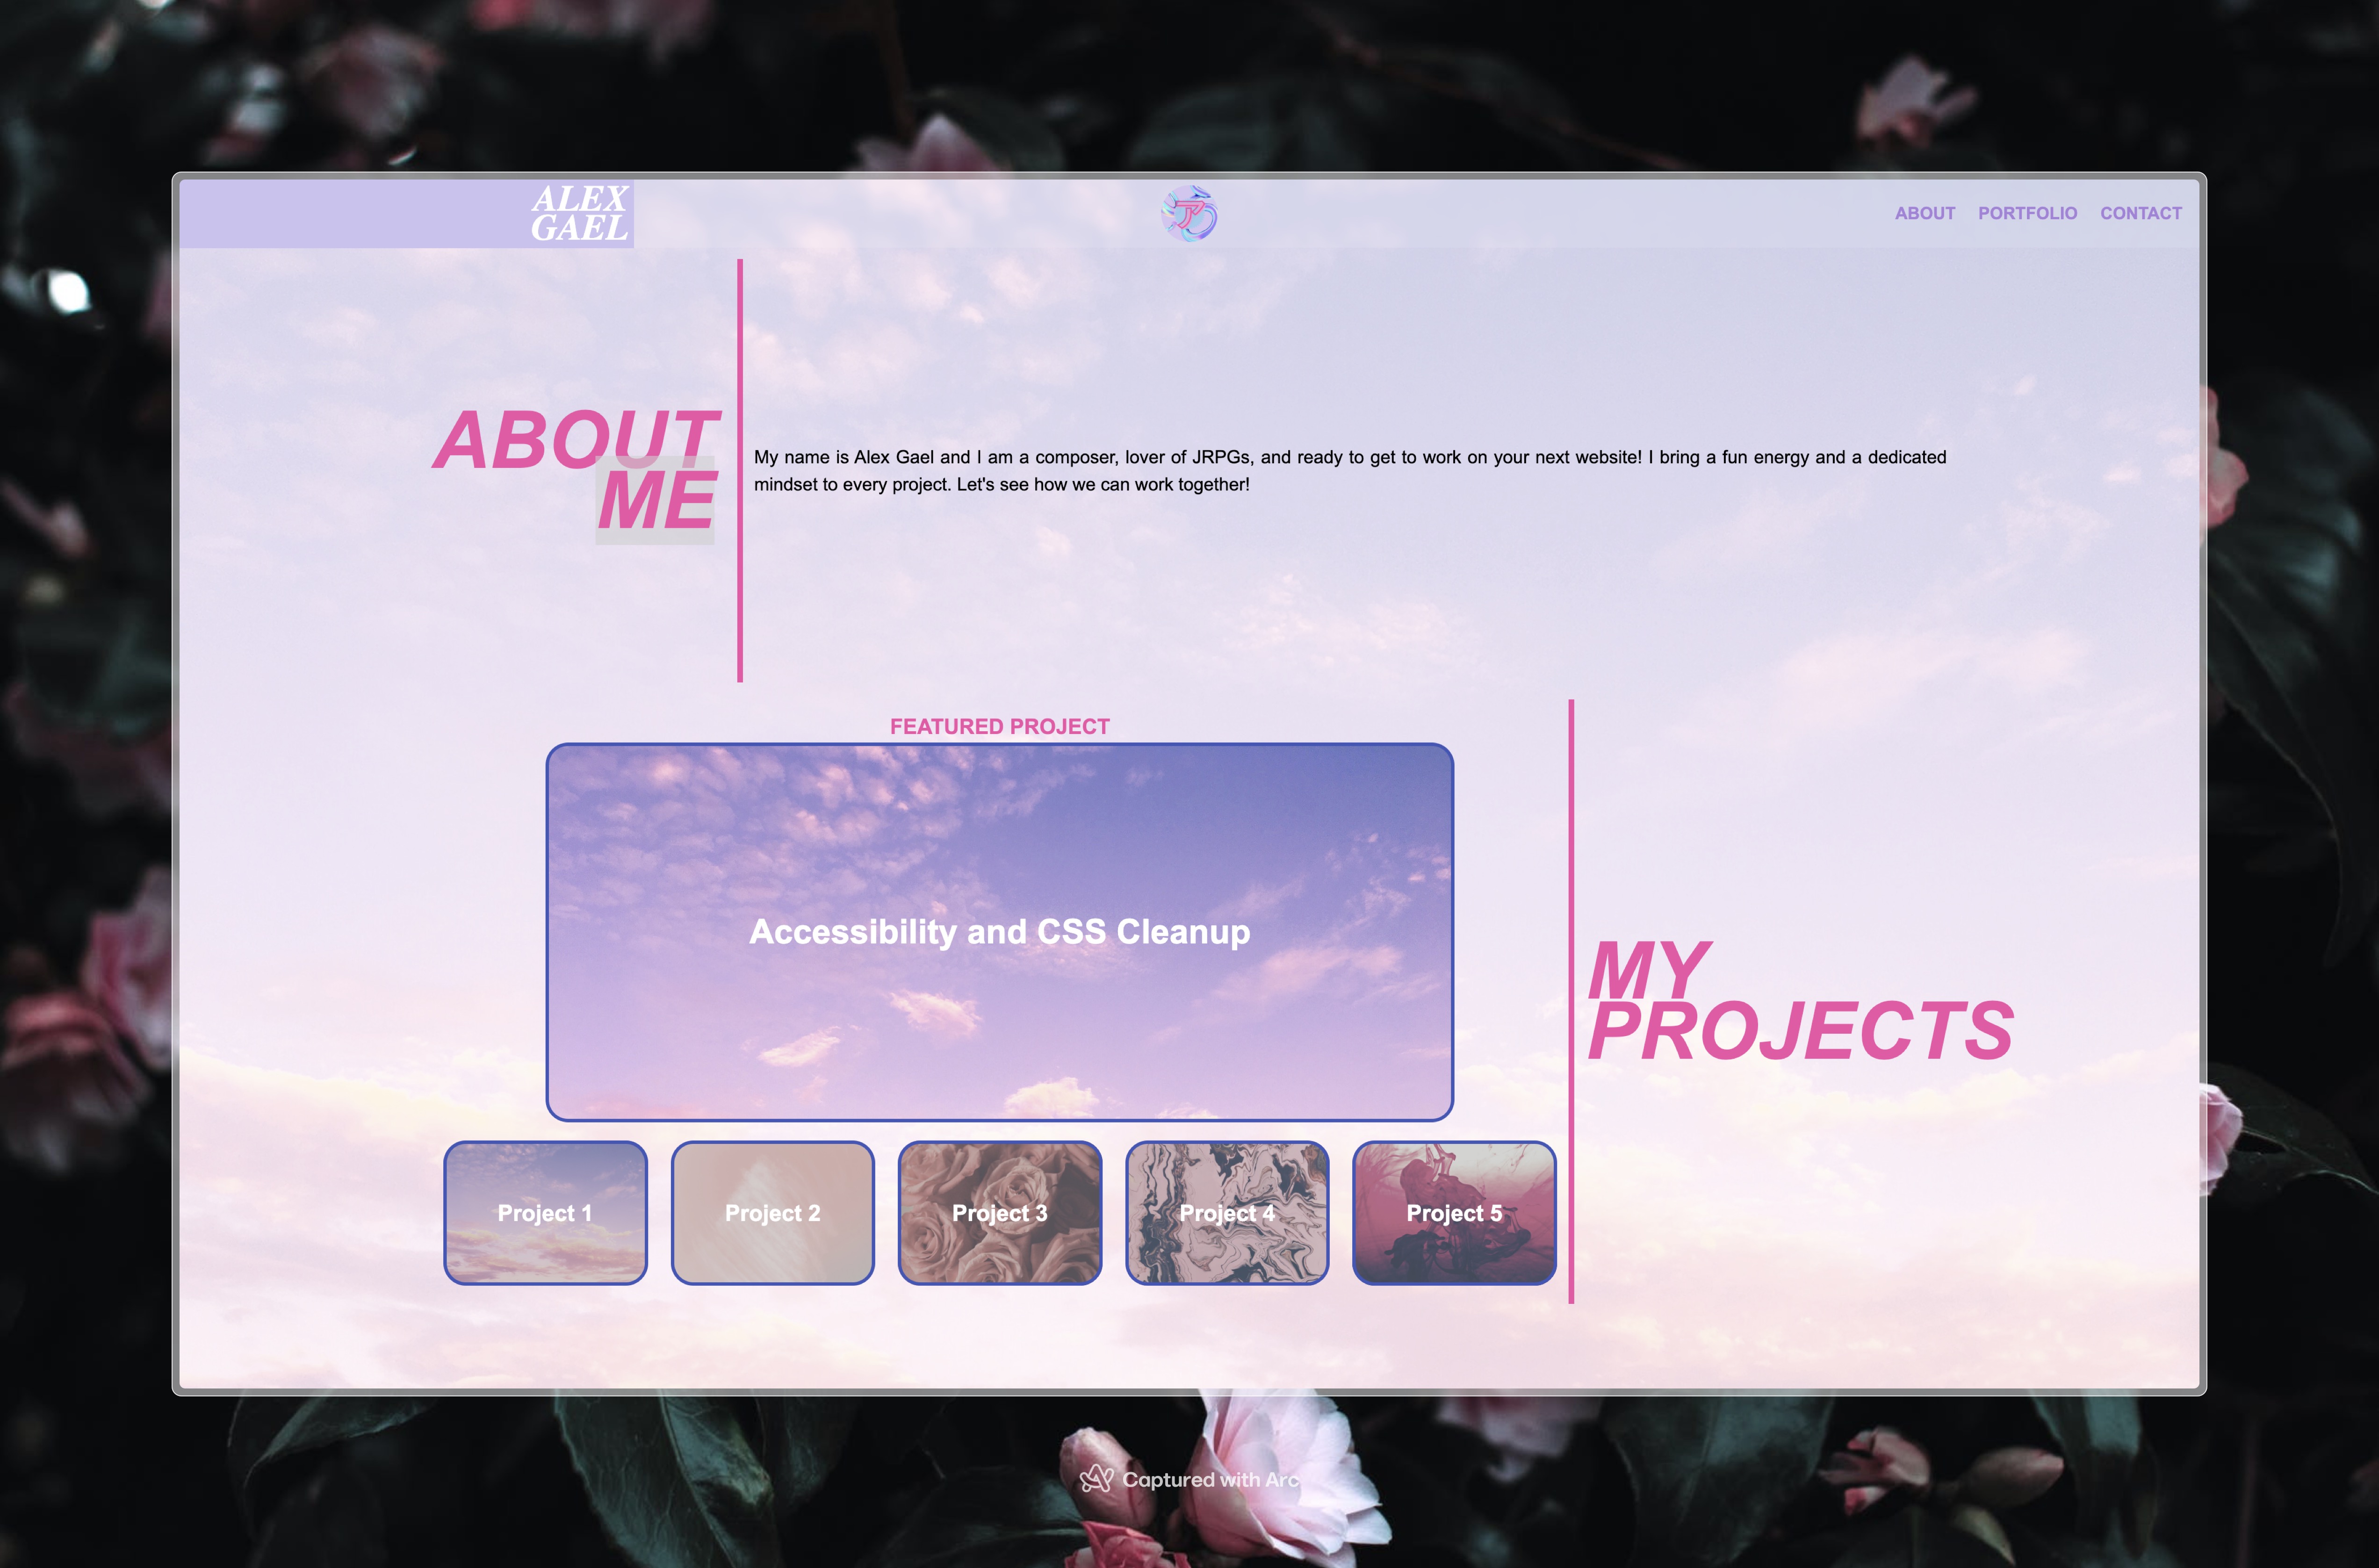 ALEX
GAEL
ア
ABOUT PORTFOLIO CONTACT
ABOUT
ME
My name is Alex Gael and I am a composer, lover of JRPGs, and ready to get to work on your next website! I bring a fun energy and a dedicated
mindset to every project. Let's see how we can work together!
FEATURED PROJECT
Accessibility and CSS Cleanup
MY
PROJECTS
Project 1
Project 2
Project 3
Project 4
Project 5
Captured with Arc